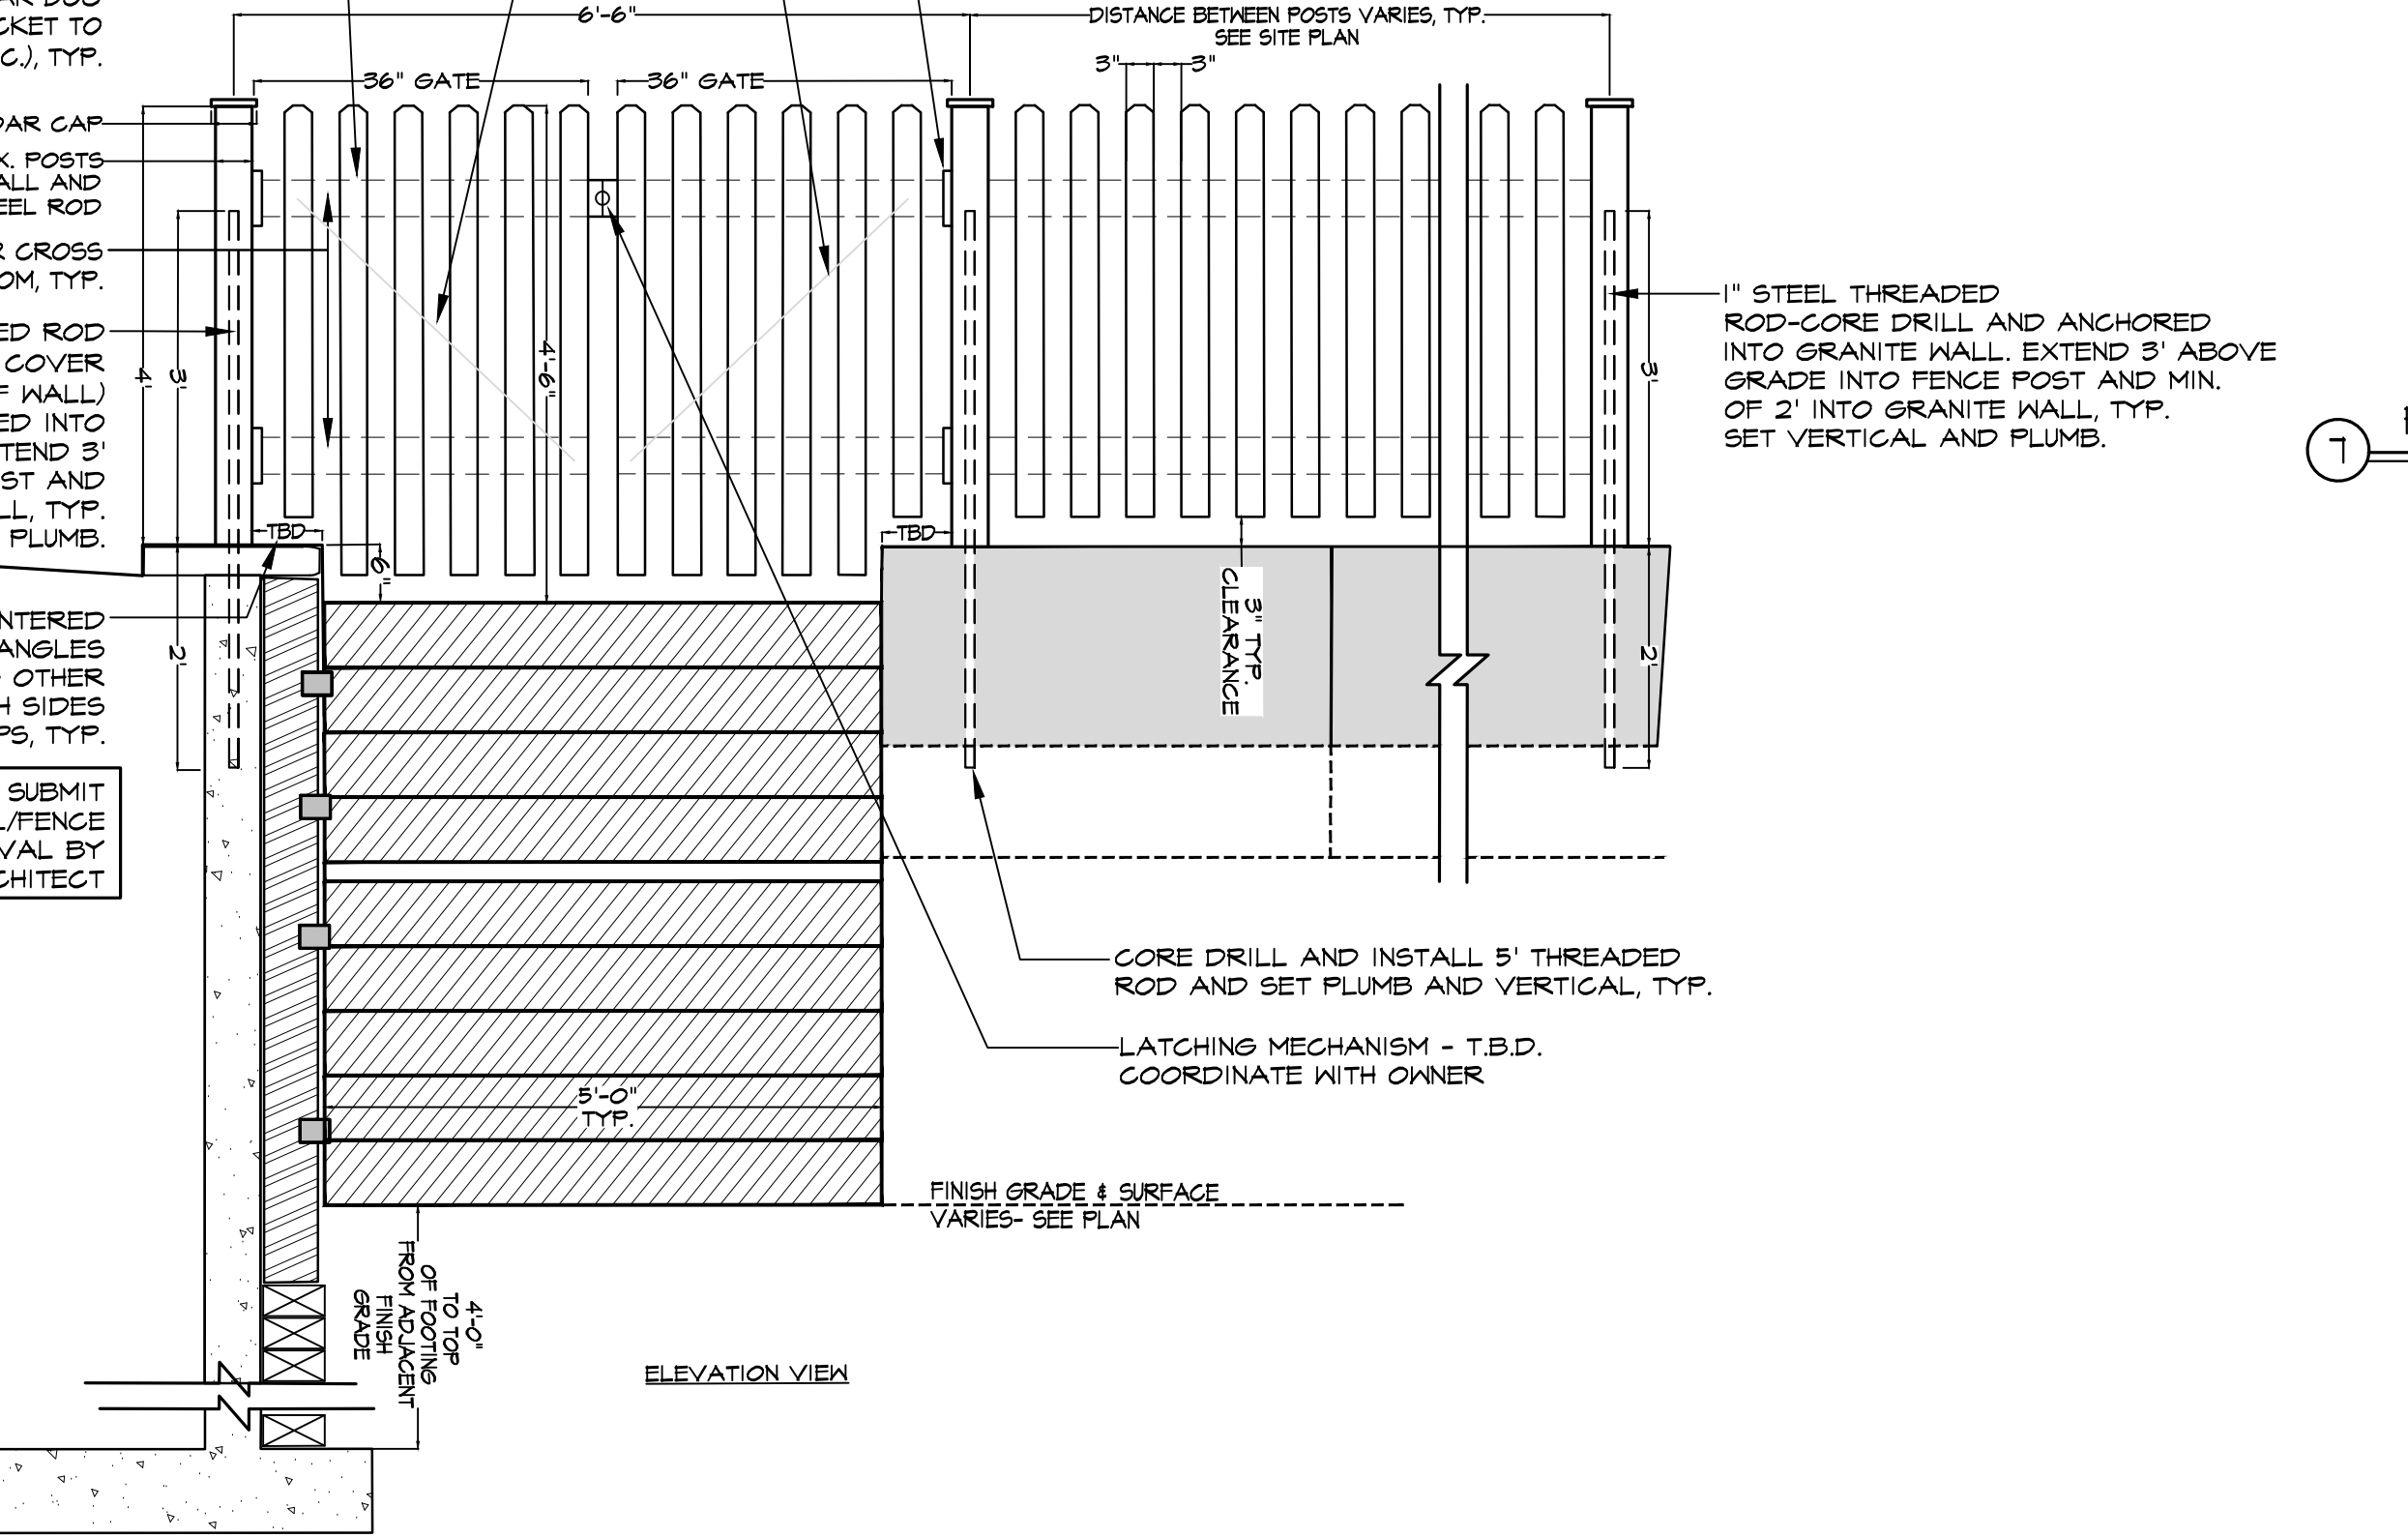 CKET TO
C.), TYP.
CAP
X. POSTS
ALL AND
EEL ROD
CROSS
OM, TYP.
ED ROD
COVER
WALL)
ED INTO
TEND 3'
ST AND
LL, TYP.
PLUMB.
NTERED
ANGLES
OTHER
H SIDES
PS, TYP.
SUBMIT
L/FENCE
VAL BY
CHITECT
6'-6"
DISTANCE BETWEEN POSTS VARIES, TYP.
SEE SITE PLAN
36" GATE
36" GATE
3"
3"
4'
3'
4'-6"
3'
TBD
TBD
6"
2'
2'
3" TYP.
CLEARANCE
1" STEEL THREADED
ROD-CORE DRILL AND ANCHORED
INTO GRANITE WALL. EXTEND 3' ABOVE
GRADE INTO FENCE POST AND MIN.
OF 2' INTO GRANITE WALL, TYP.
SET VERTICAL AND PLUMB.
CORE DRILL AND INSTALL 5' THREADED
ROD AND SET PLUMB AND VERTICAL, TYP.
LATCHING MECHANISM - T.B.D.
COORDINATE WITH OWNER
5'-0"
TYP.
FINISH GRADE & SURFACE
VARIES- SEE PLAN
4'-0"
TO TOP
OF FOOTING
FROM ADJACENT
FINISH
GRADE
ELEVATION VIEW